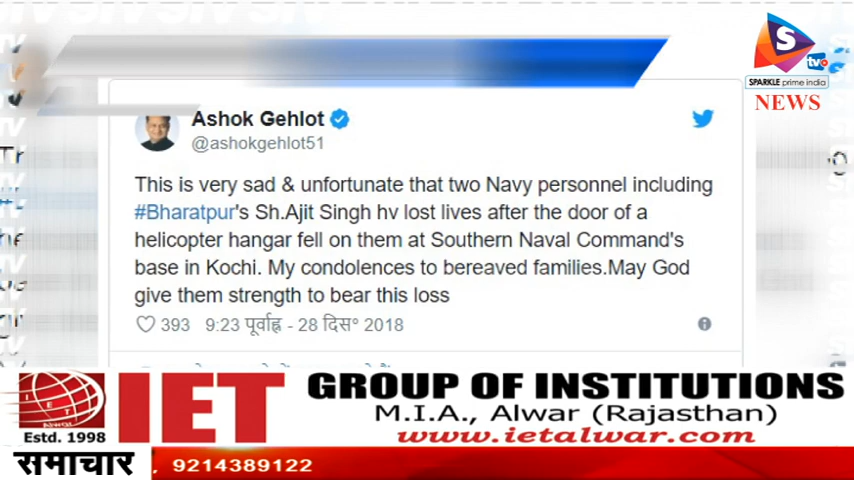 S
tv
SPARKLE prime india
NEWS
Ashok Gehlot
@ashokgehlot51
This is very sad & unfortunate that two Navy personnel including
#Bharatpur's Sh.Ajit Singh hv lost lives after the door of a
helicopter hangar fell on them at Southern Naval Command's
base in Kochi. My condolences to bereaved families.May God
give them strength to bear this loss
393 9:23 पूर्वाह्न - 28 दिस॰ 2018
IET
Estd. 1998
IET
GROUP OF INSTITUTIONS
M.I.A., Alwar (Rajasthan)
www.ietalwar.com
समाचार , 9214389122